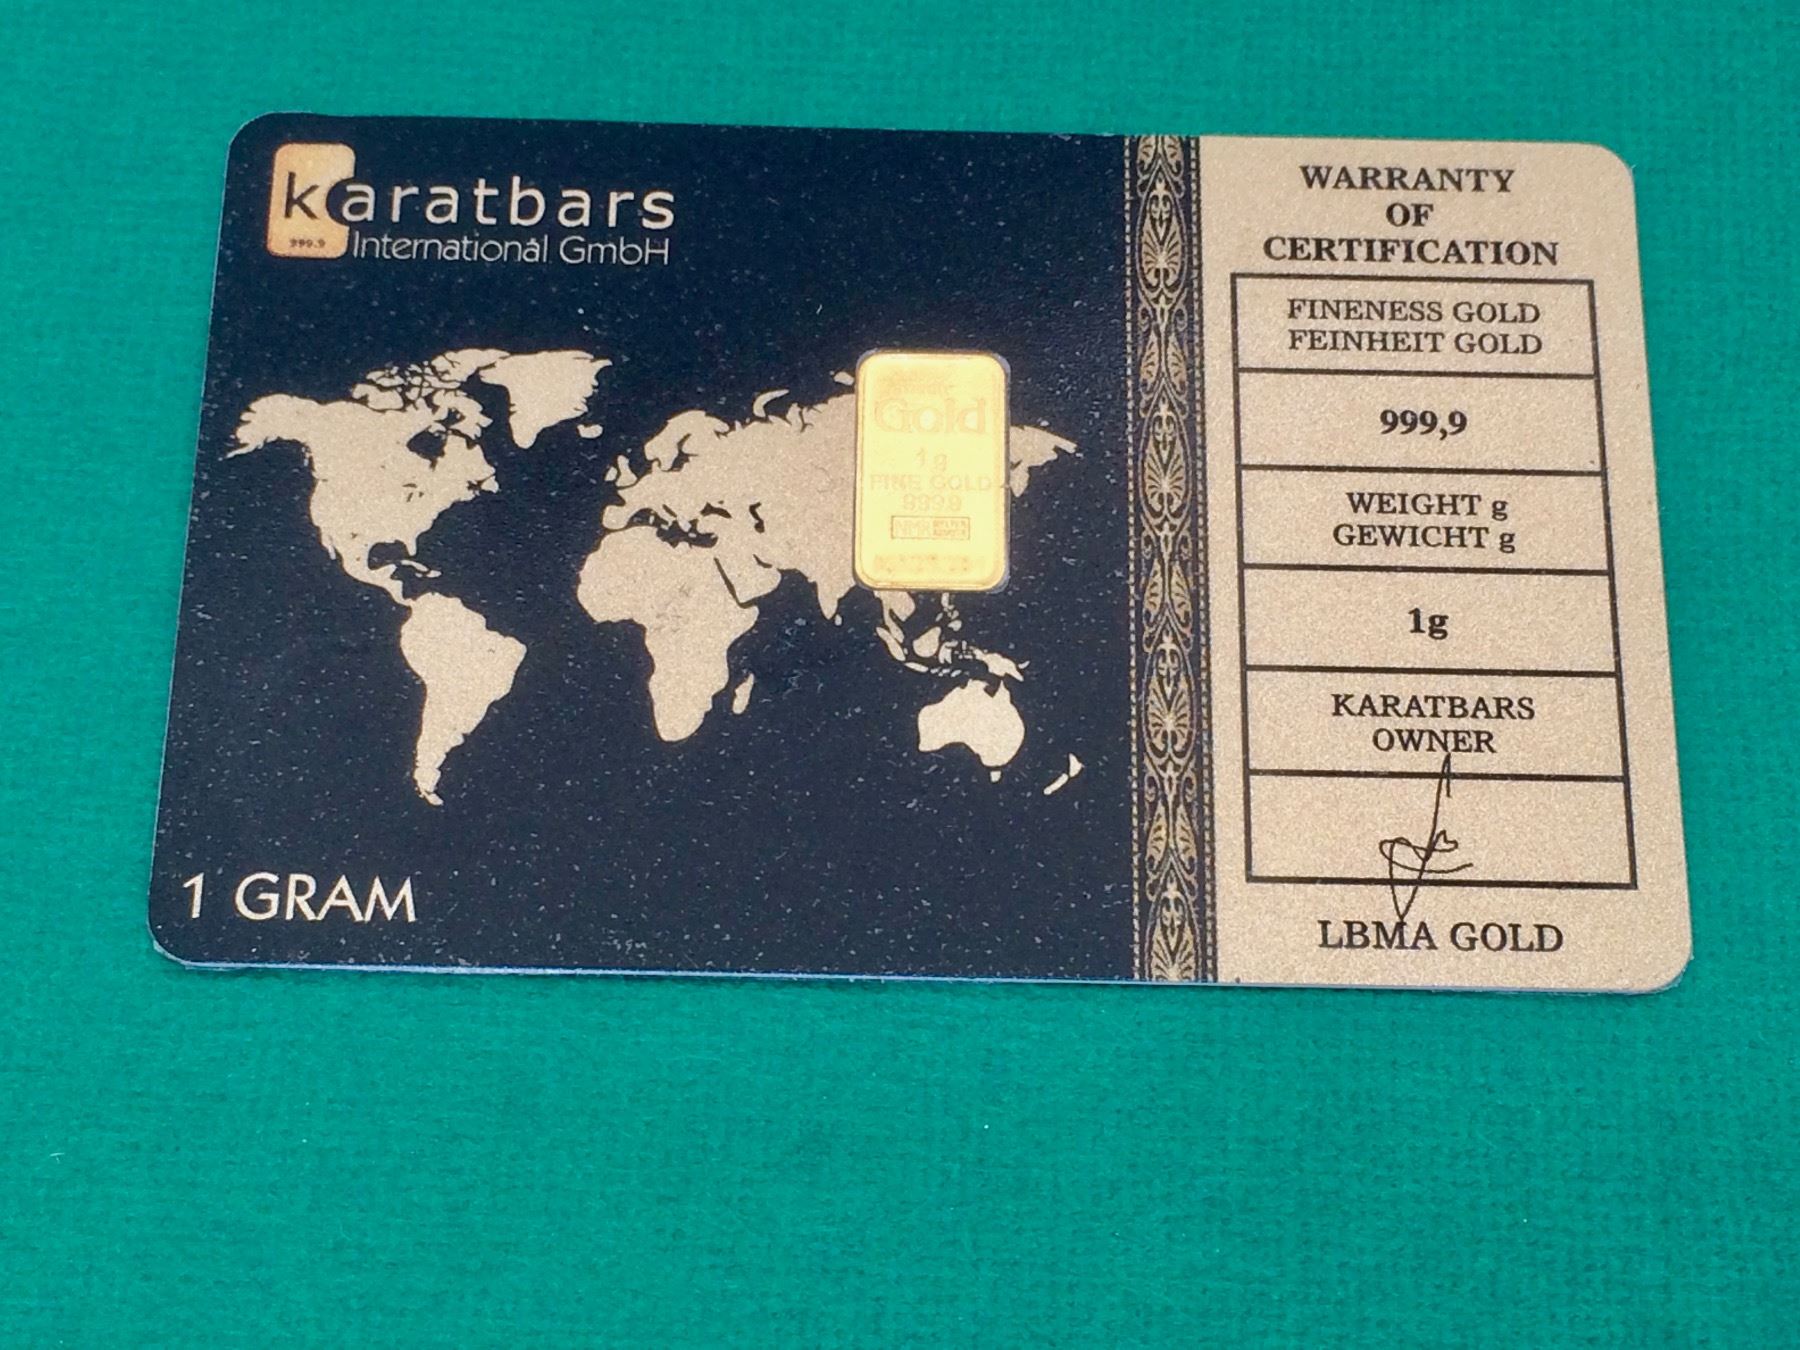 karatbars
999.9
International GmbH
Gold
1 g
FINE GOLD
999.9
1 GRAM
WARRANTY
OF
CERTIFICATION
FINENESS GOLD
FEINHEIT GOLD
999,9
WEIGHT g
GEWICHT g
1g
KARATBARS
OWNER
LBMA GOLD